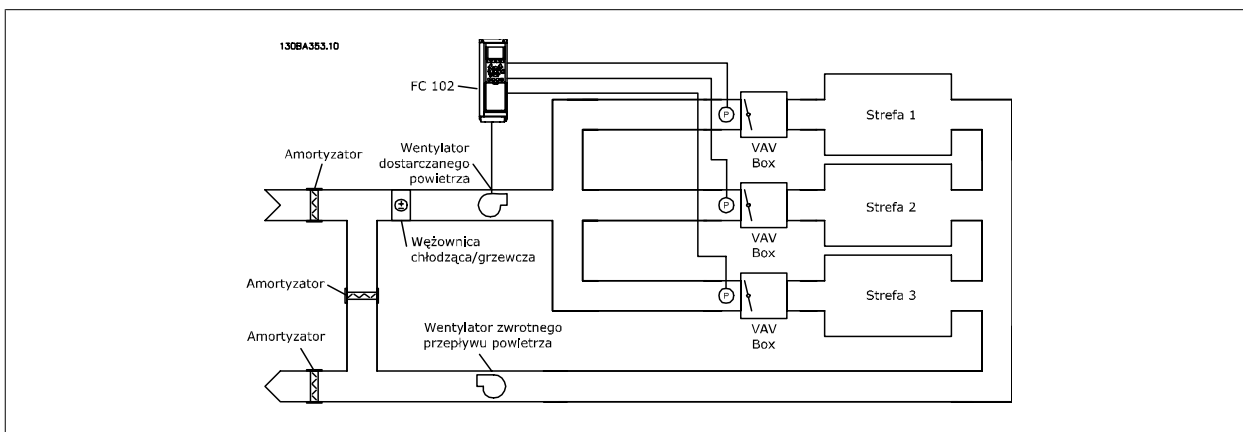 130BA353.10
FC 102
Amortyzator
Wentylator
dostarczanego
powietrza
P
VAV
Box
Strefa 1
P
VAV
Box
Strefa 2
Wężownica
chłodząca/grzewcza
Amortyzator
P
VAV
Box
Strefa 3
Amortyzator
Wentylator zwrotnego
przepływu powietrza